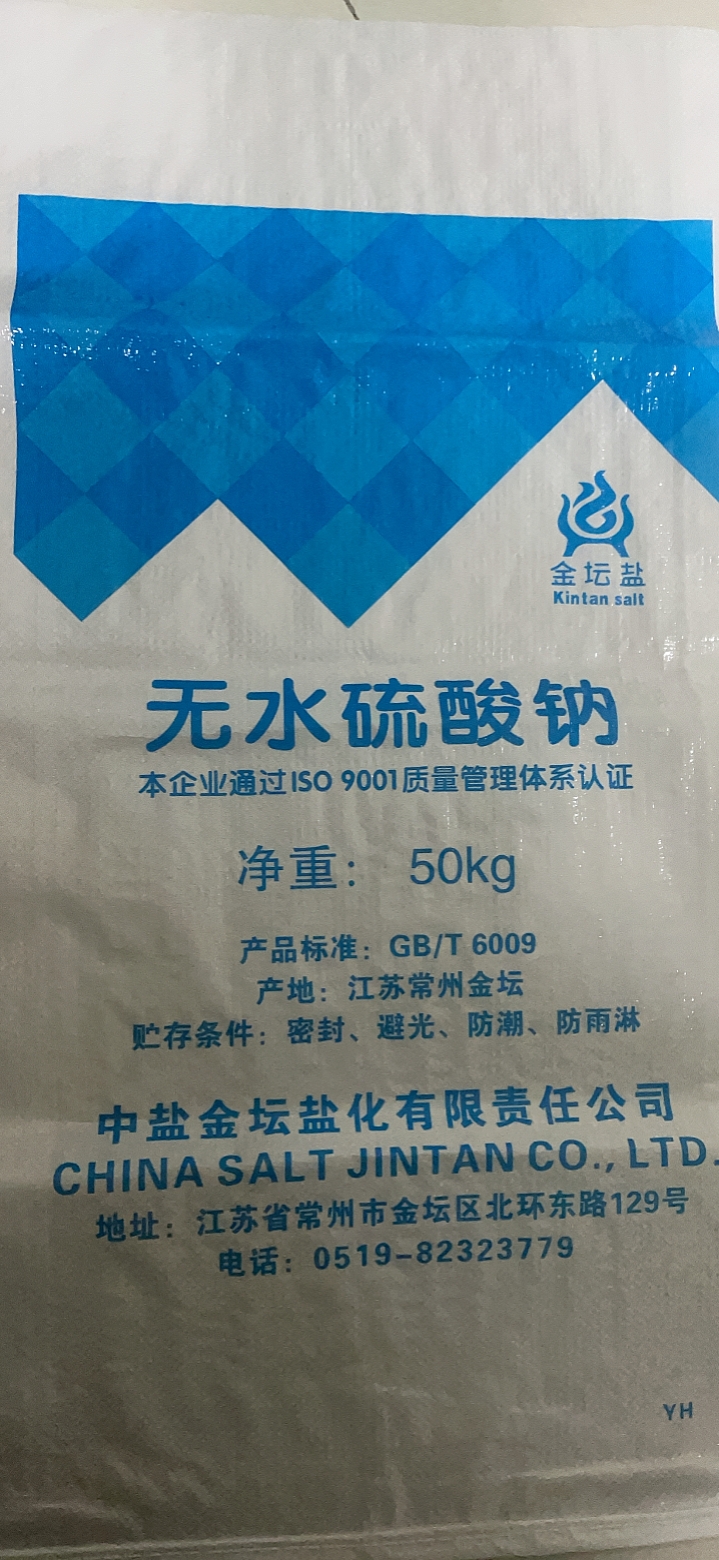 金坛盐
Kintan salt
无水硫酸钠
本企业通过ISO 9001质量管理体系认证
净重： 50kg
产品标准：GB/T 6009
产地：江苏常州金坛
贮存条件：密封、避光、防潮、防雨淋
中盐金坛盐化有限责任公司
CHINA SALT JINTAN CO., LTD.
地址：江苏省常州市金坛区北环东路129号
电话：0519-82323779
YH